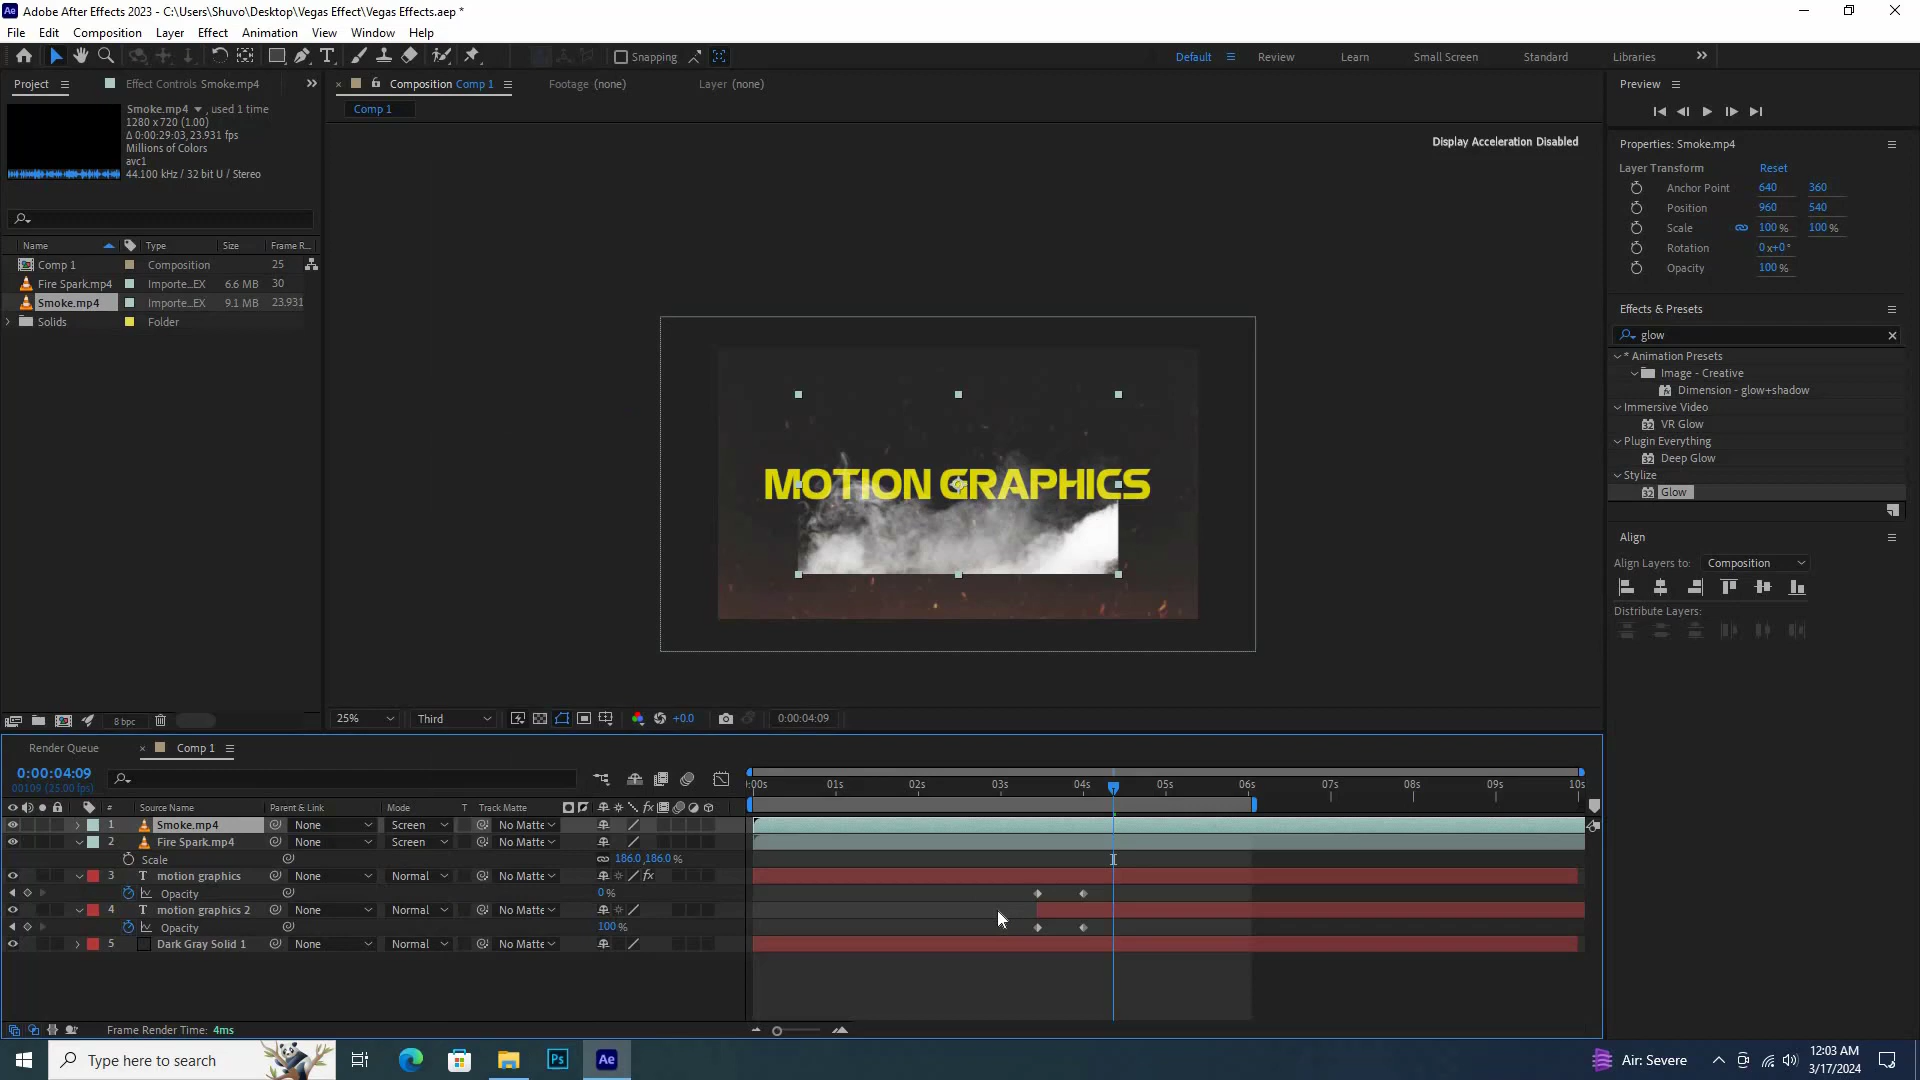 Adobe After Effects 2023 - C:\Users\Shuvo\Desktop\Vegas Effect\Vegas Effects.aep *
File Edit Composition Layer Effect Animation View Window Help
Snapping
Default Review Learn Small Screen Standard Libraries
Project Effect Controls Smoke.mp4
Composition Comp 1 Footage (none) Layer (none)
Preview
Smoke.mp4 , used 1 time
1280 x 720 (1.00)
Δ 0:00:29:03, 23.931 fps
Millions of Colors
avc1
44.100 kHz / 32 bit U / Stereo
Comp 1
Display Acceleration Disabled
Properties: Smoke.mp4
Layer Transform Reset
Anchor Point 640 360
Position 960 540
Scale 100 % 100 %
Rotation 0 x+0 °
Opacity 100 %
Name Type Size Frame R...
Comp 1 Composition 25
Fire Spark.mp4 Importe...EX 6.6 MB 30
Smoke.mp4 Importe...EX 9.1 MB 23.931
Solids Folder
Effects & Presets
glow
* Animation Presets
Image - Creative
Dimension - glow+shadow
Immersive Video
VR Glow
Plugin Everything
Deep Glow
Stylize
Glow
MOTION GRAPHICS
Align
Align Layers to: Composition
Distribute Layers:
8 bpc
25% Third +0.0 0:00:04:09
Render Queue Comp 1
0:00:04:09
00109 (25.00 fps)
:00s 01s 02s 03s 04s 05s 06s 07s 08s 09s 10s
# Source Name Parent & Link Mode T Track Matte
1 Smoke.mp4 None Screen No Matte
2 Fire Spark.mp4 None Screen No Matte
Scale 186.0,186.0 %
3 T motion graphics None Normal No Matte fx
Opacity 0 %
4 T motion graphics 2 None Normal No Matte
Opacity 100 %
5 Dark Gray Solid 1 None Normal No Matte
Frame Render Time: 4ms
Type here to search
Ps Ae
Air: Severe
12:03 AM
3/17/2024